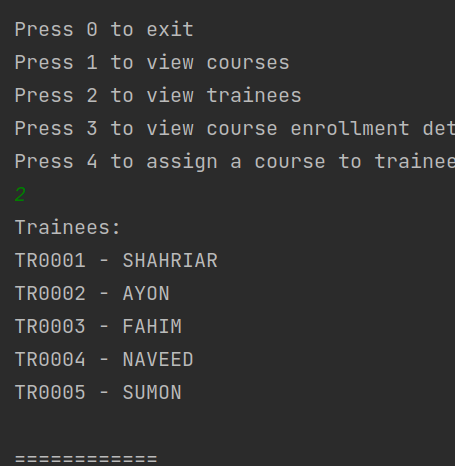 Press 0 to exit
Press 1 to view courses
Press 2 to view trainees
Press 3 to view course enrollment det
Press 4 to assign a course to trainee
2
Trainees:
TR0001 - SHAHRIAR
TR0002 - AYON
TR0003 - FAHIM
TR0004 - NAVEED
TR0005 - SUMON
============